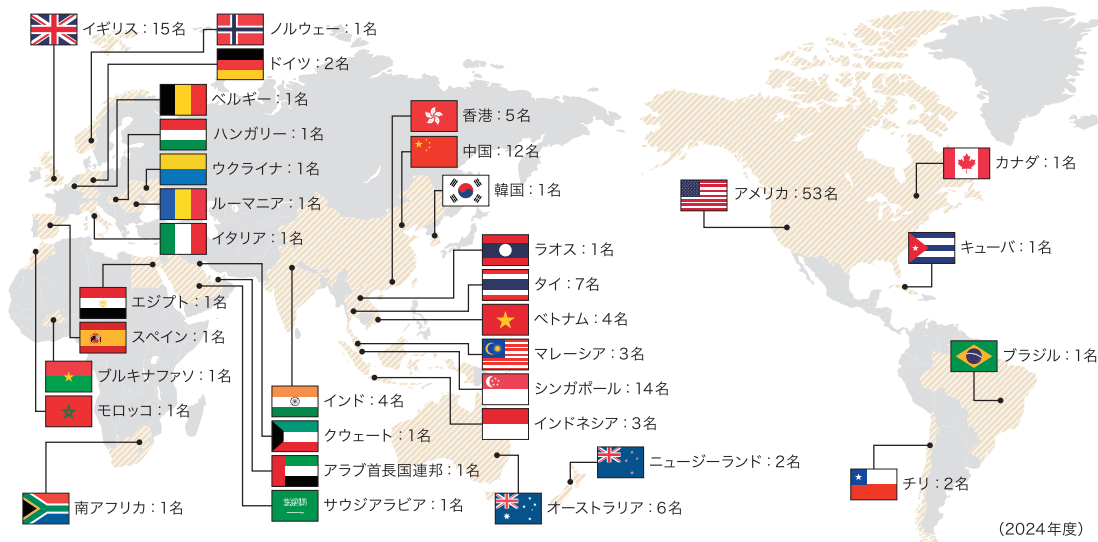 イギリス：15名
ノルウェー：1名
ドイツ：2名
ベルギー：1名
ハンガリー：1名
ウクライナ：1名
ルーマニア：1名
イタリア：1名
エジプト：1名
スペイン：1名
ブルキナファソ：1名
モロッコ：1名
南アフリカ：1名
香港：5名
中国：12名
韓国：1名
ラオス：1名
タイ：7名
ベトナム：4名
マレーシア：3名
シンガポール：14名
インドネシア：3名
インド：4名
クウェート：1名
アラブ首長国連邦：1名
サウジアラビア：1名
ニュージーランド：2名
オーストラリア：6名
アメリカ：53名
カナダ：1名
キューバ：1名
ブラジル：1名
チリ：2名
（2024年度）